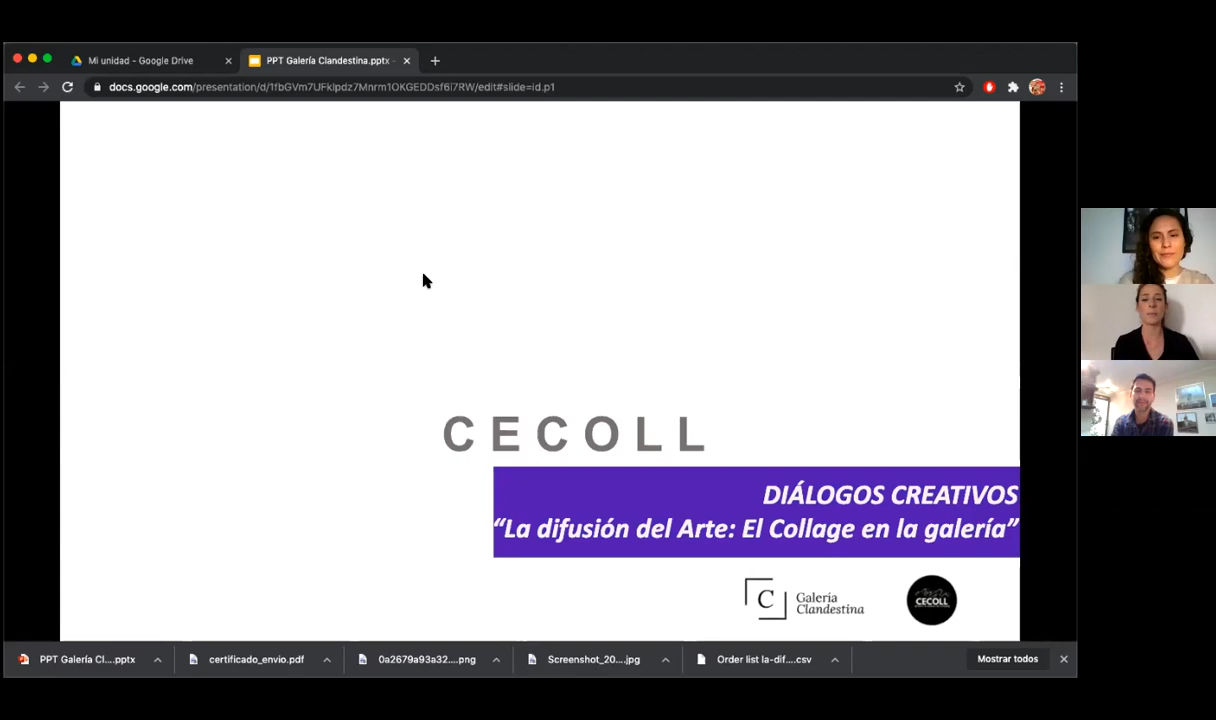 Mi unidad - Google Drive
PPT Galería Clandestina.pptx -
docs.google.com/presentation/d/1fbGVm7UFklpdz7Mnrm1OKGEDDsf6i7RW/edit#slide=id.p1
CECOLL
DIÁLOGOS CREATIVOS
“La difusión del Arte: El Collage en la galería”
C
Galería
Clandestina
CECOLL
PPT Galería Cl....pptx
certificado_envio.pdf
0a2679a93a32....png
Screenshot_20....jpg
Order list la-dif....csv
Mostrar todos